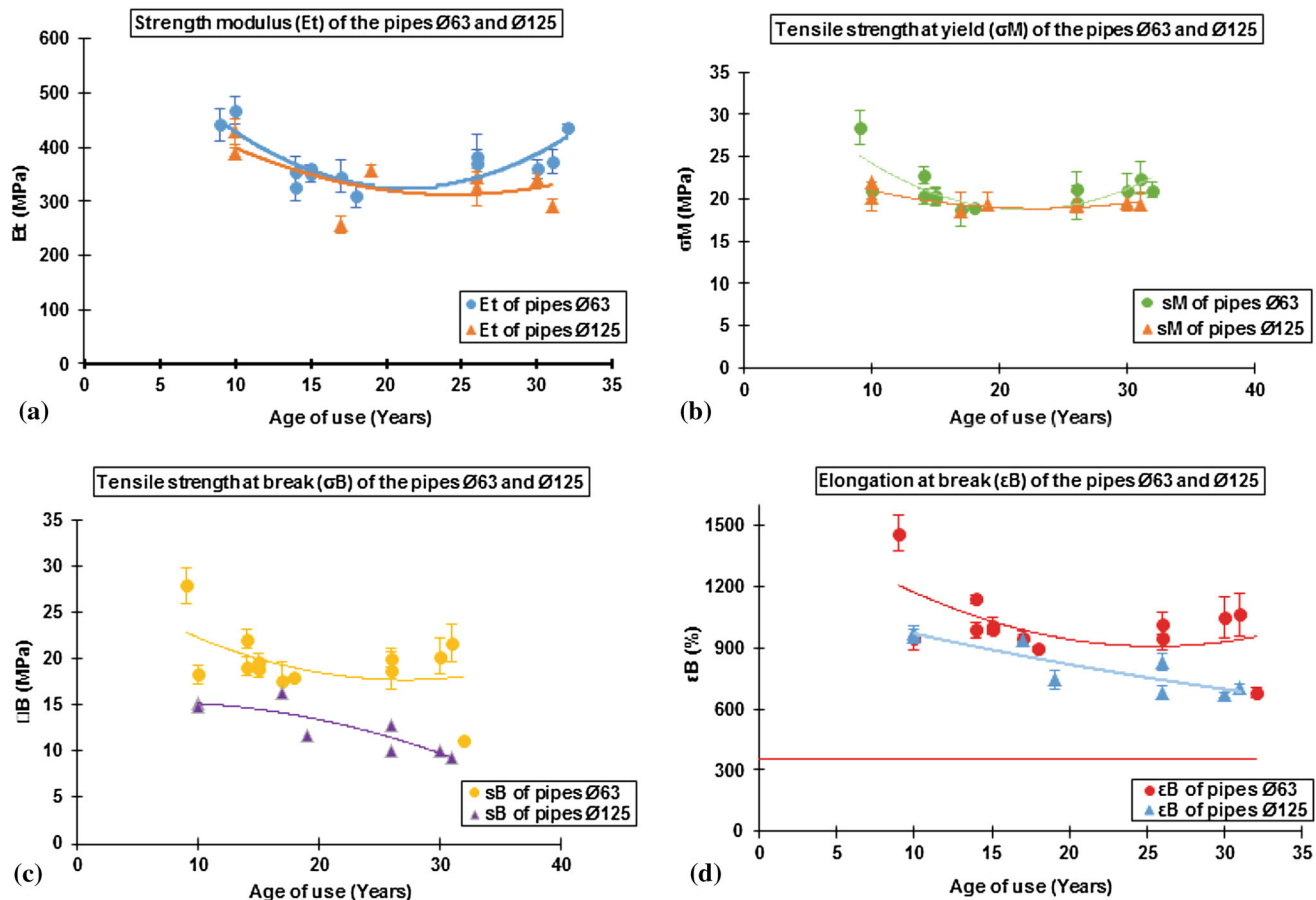 Strength modulus (Et) of the pipes Ø63 and Ø125
600
500
400
300
200
100
0
Et (MPa)
0 5 10 15 20 25 30 35
Age of use (Years)
Et of pipes Ø63
Et of pipes Ø125
(a)
Tensile strength at yield (σM) of the pipes Ø63 and Ø125
35
30
25
20
15
10
5
0
σM (MPa)
0 10 20 30 40
Age of use (Years)
sM of pipes Ø63
sM of pipes Ø125
(b)
Tensile strength at break (σB) of the pipes Ø63 and Ø125
35
30
25
20
15
10
5
0
□B (MPa)
10 20 30 40
Age of use (Years)
sB of pipes Ø63
sB of pipes Ø125
(c)
Elongation at break (εB) of the pipes Ø63 and Ø125
1500
1200
900
600
300
0
εB (%)
0 5 10 15 20 25 30 35
Age of use (Years)
εB of pipes Ø63
εB of pipes Ø125
(d)